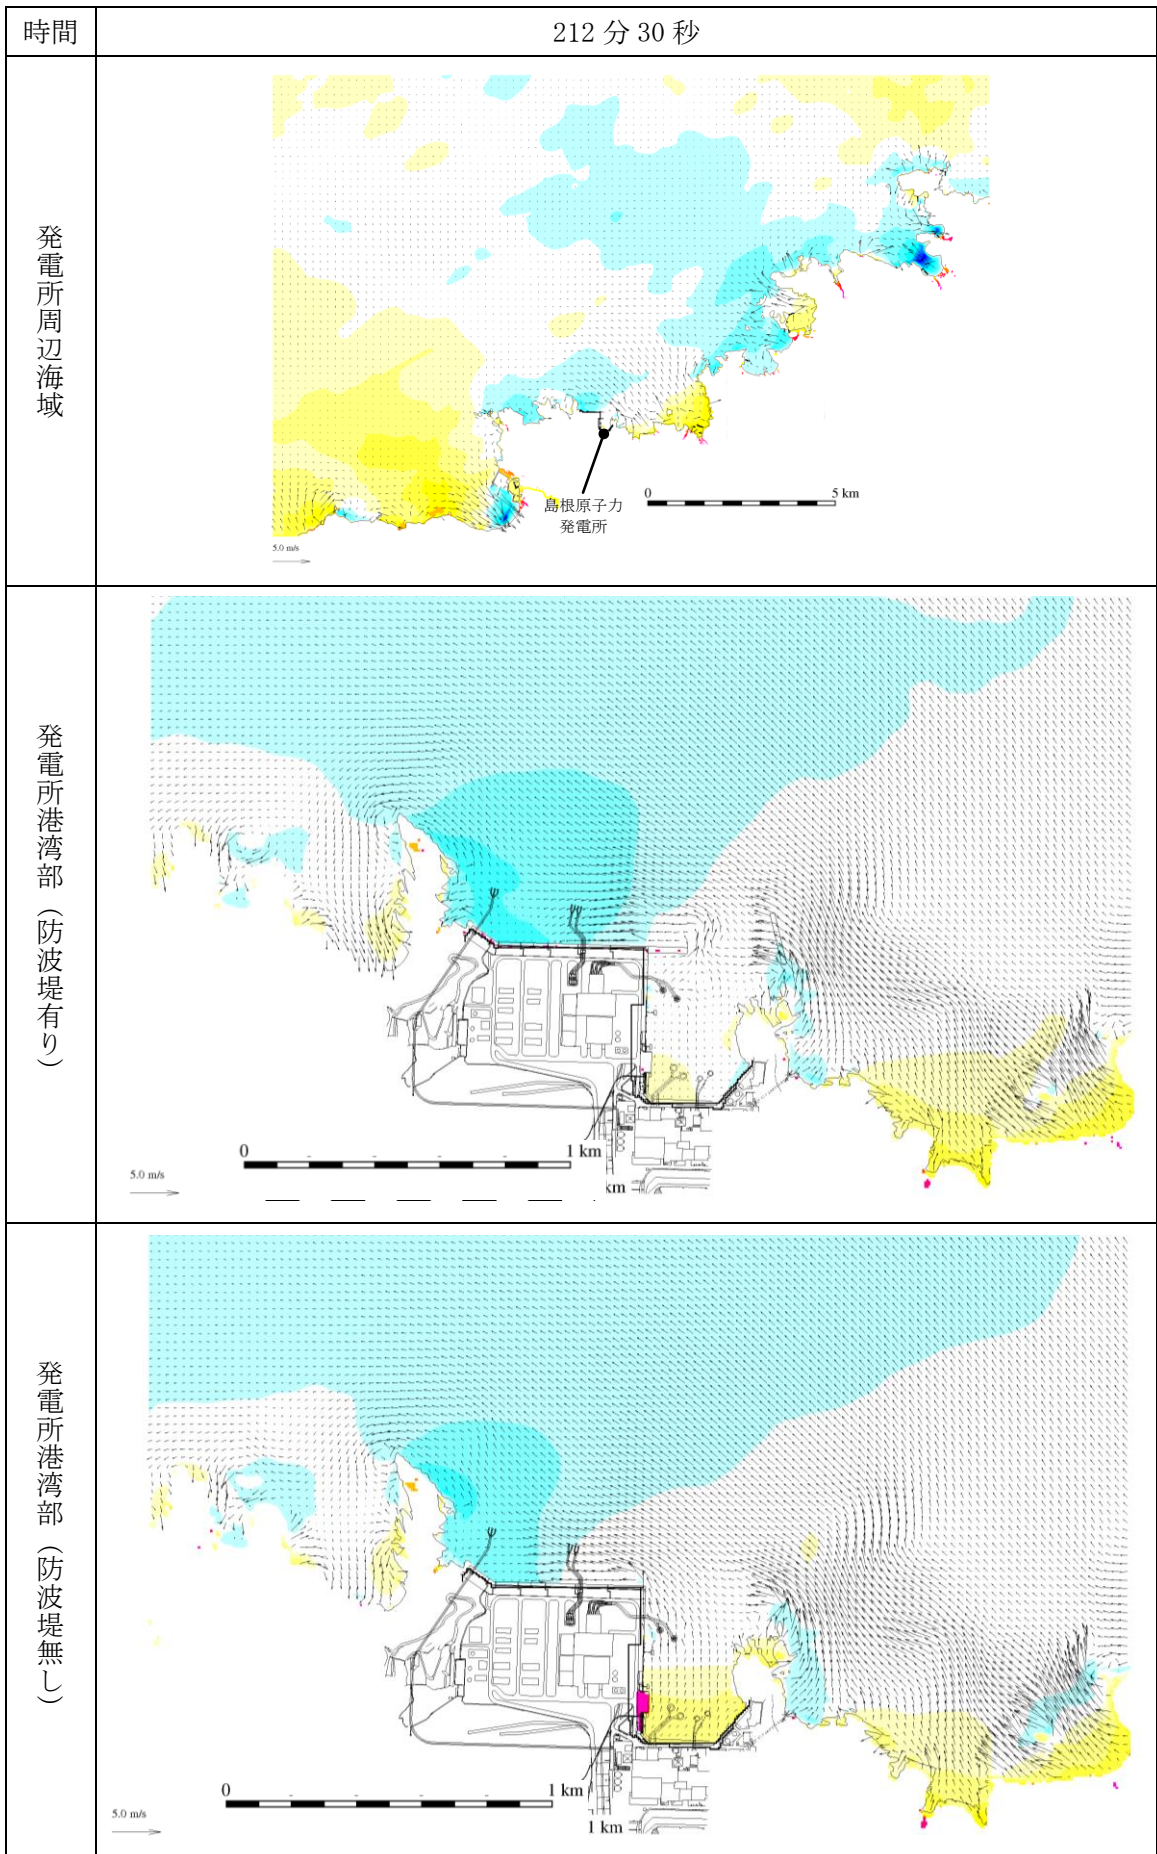 時間
212 分 30 秒
発電所周辺海域
島根原子力
発電所
0
5 km
5.0 m/s
発電所港湾部（防波堤有り）
0
1 km
km
5.0 m/s
発電所港湾部（防波堤無し）
0
1 km
1 km
5.0 m/s